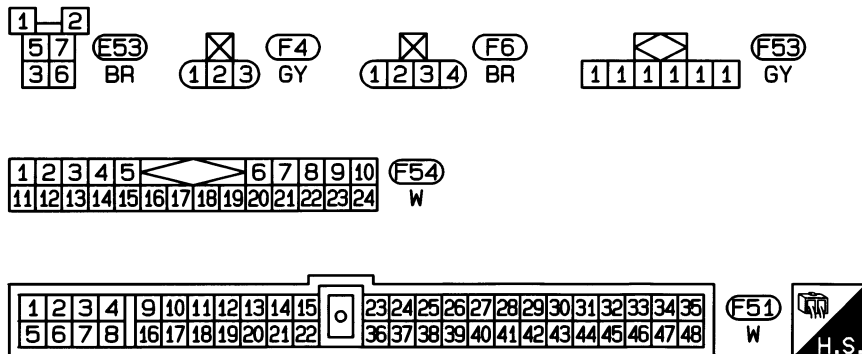 1 2
5 7 E53
3 6 BR
F4
1 2 3 GY
F6
1 2 3 4 BR
F53
1 1 1 1 1 1 GY
1 2 3 4 5 6 7 8 9 10 F54
11 12 13 14 15 16 17 18 19 20 21 22 23 24 W
1 2 3 4 9 10 11 12 13 14 15 23 24 25 26 27 28 29 30 31 32 33 34 35 F51
5 6 7 8 16 17 18 19 20 21 22 36 37 38 39 40 41 42 43 44 45 46 47 48 W
H.S.